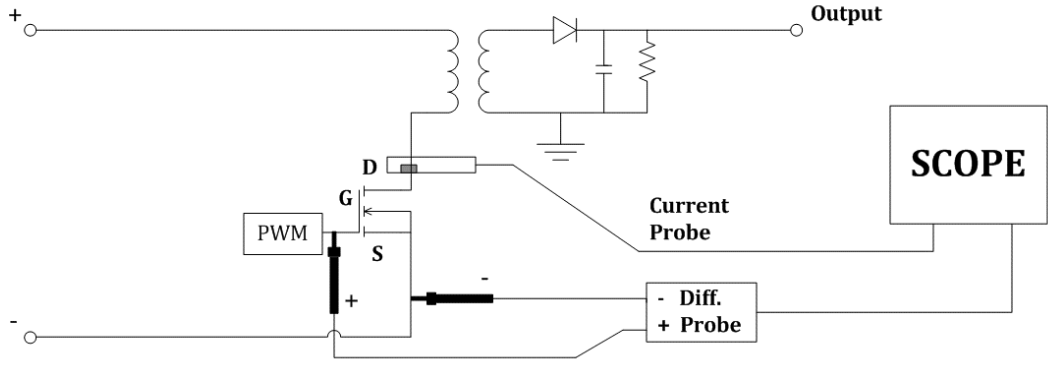 +
Output
D
SCOPE
G
Current
Probe
PWM
S
-
+
- Diff.
+ Probe
-